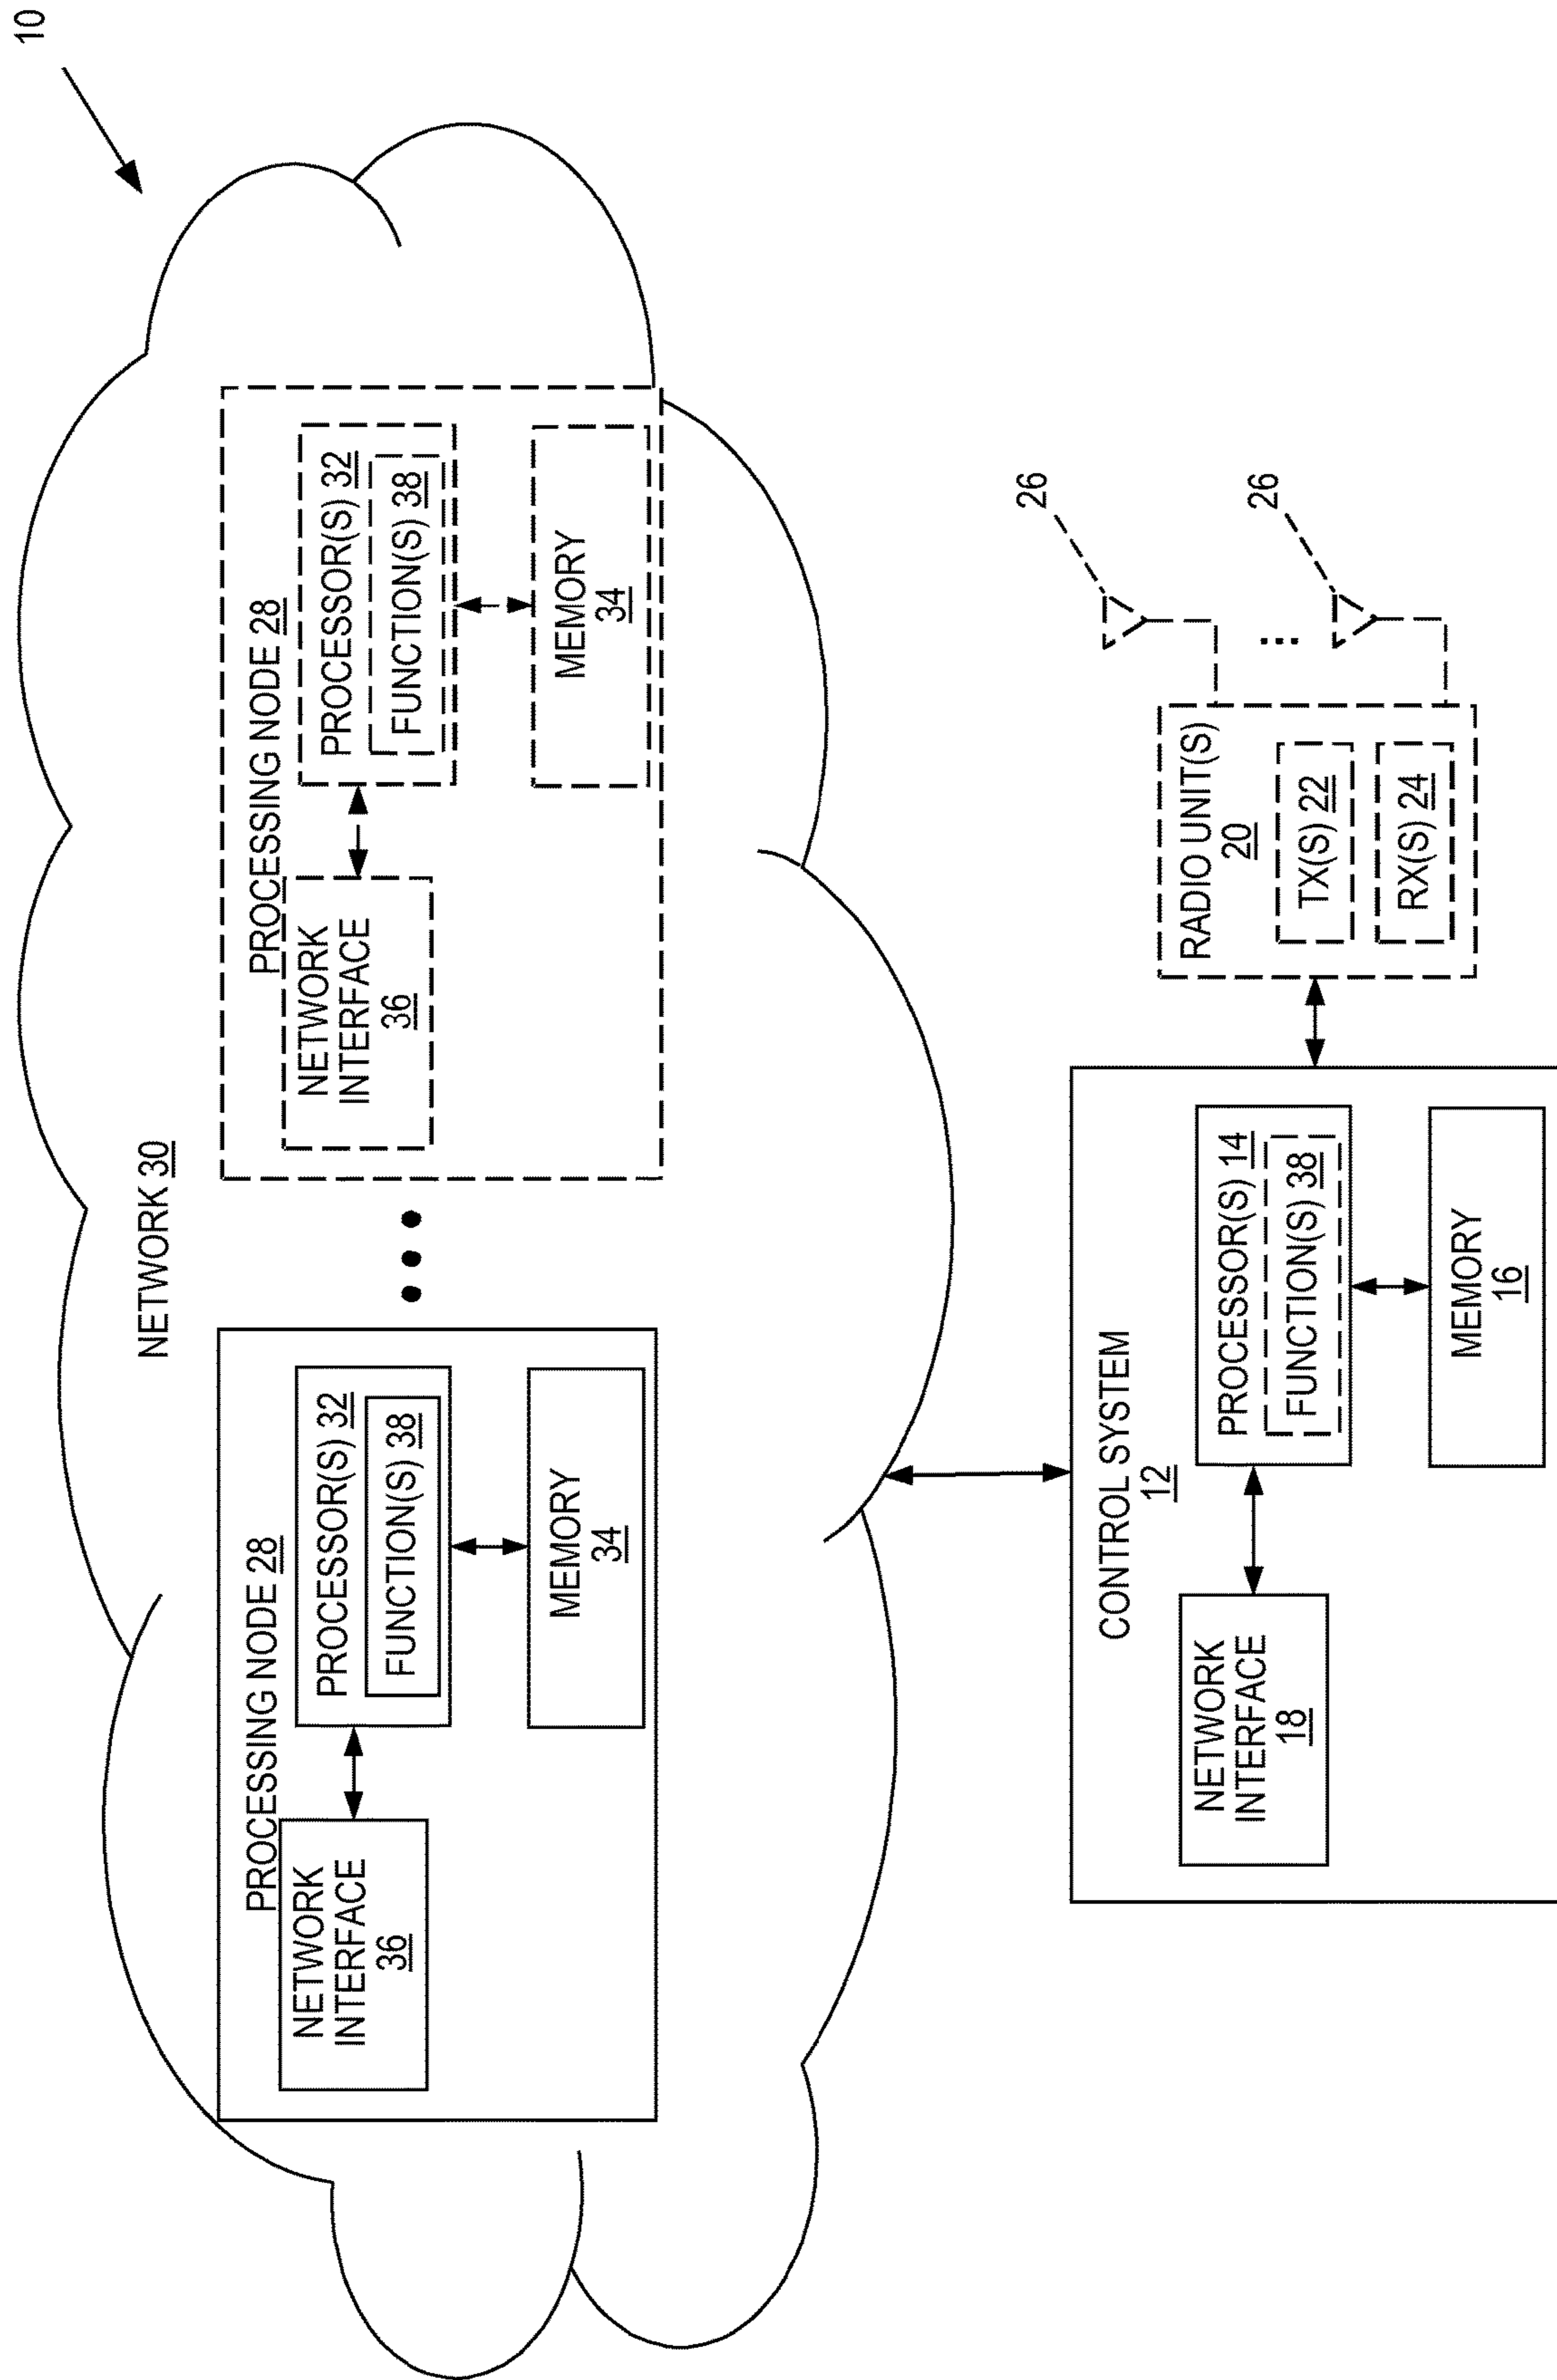 10
NETWORK 30
PROCESSING NODE 28
NETWORK
INTERFACE
36
PROCESSOR(S) 32
FUNCTION(S) 38
MEMORY
34
PROCESSING NODE 28
NETWORK
INTERFACE
36
PROCESSOR(S) 32
FUNCTION(S) 38
MEMORY
34
CONTROL SYSTEM
12
NETWORK
INTERFACE
18
PROCESSOR(S) 14
FUNCTION(S) 38
MEMORY
16
RADIO UNIT(S)
20
TX(S) 22
RX(S) 24
26
26